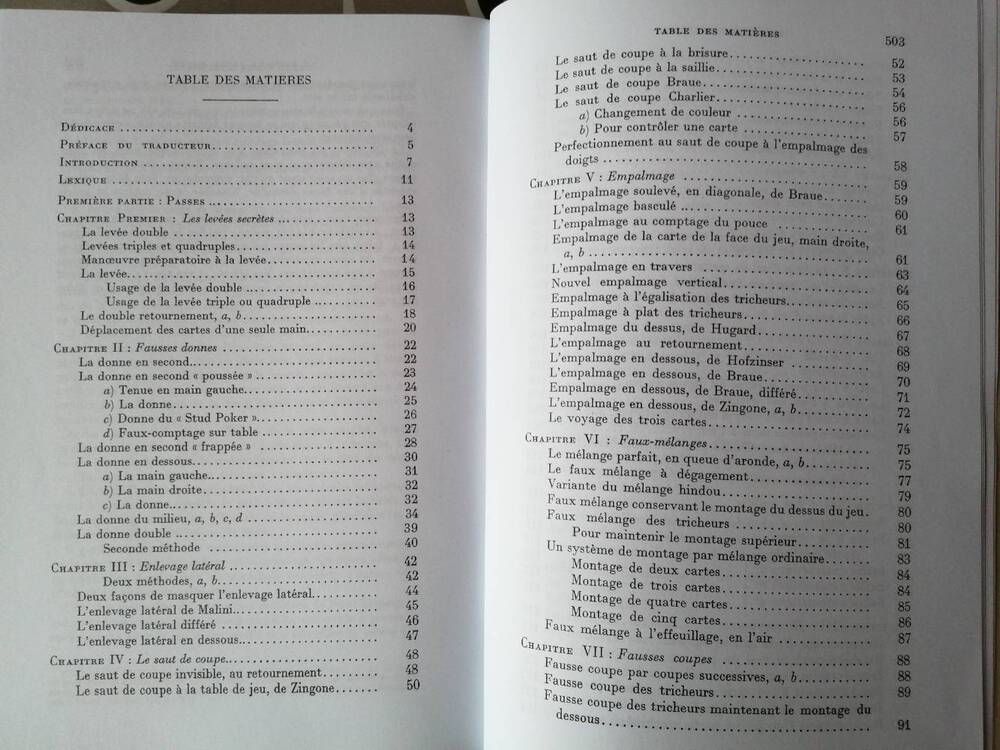 TABLE DES MATIERES
DÉDICACE 4
PRÉFACE DU TRADUCTEUR 5
INTRODUCTION 7
LEXIQUE 11
PREMIÈRE PARTIE : PASSES 13
CHAPITRE PREMIER : Les levées secrètes 13
La levée double 13
Levées triples et quadruples 14
Manœuvre préparatoire à la levée 14
La levée 15
Usage de la levée double 16
Usage de la levée triple ou quadruple 17
Le double retournement, a, b 18
Déplacement des cartes d'une seule main 20
CHAPITRE II : Fausses donnes 22
La donne en second 22
La donne en second « poussée » 23
a) Tenue en main gauche 24
b) La donne 25
c) Donne du « Stud Poker » 26
d) Faux-comptage sur table 27
La donne en second « frappée » 28
La donne en dessous 30
a) La main gauche 31
b) La main droite 32
c) La donne 32
La donne du milieu, a, b, c, d 34
La donne double 39
Seconde méthode 40
CHAPITRE III : Enlevage latéral 42
Deux méthodes, a, b 42
Deux façons de masquer l'enlevage latéral 44
L'enlevage latéral de Malini 45
L'enlevage latéral différé 46
L'enlevage latéral en dessous 47
CHAPITRE IV : Le saut de coupe 48
Le saut de coupe invisible, au retournement 48
Le saut de coupe à la table de jeu, de Zingone 50
TABLE DES MATIÈRES 503
Le saut de coupe à la brisure 52
Le saut de coupe à la saillie 53
Le saut de coupe Braue 54
Le saut de coupe Charlier 56
a) Changement de couleur 56
b) Pour contrôler une carte 57
Perfectionnement au saut de coupe à l'empalmage des
doigts 58
CHAPITRE V : Empalmage 59
L'empalmage soulevé, en diagonale, de Braue 59
L'empalmage basculé 60
L'empalmage au comptage du pouce 61
Empalmage de la carte de la face du jeu, main droite,
a, b 61
L'empalmage en travers 63
Nouvel empalmage vertical 64
Empalmage à l'égalisation des tricheurs 65
Empalmage à plat des tricheurs 66
Empalmage du dessus, de Hugard 67
L'empalmage au retournement 68
L'empalmage en dessous, de Hofzinser 69
L'empalmage en dessous, de Braue 70
Empalmage en dessous, de Braue, différé 71
L'empalmage en dessous, de Zingone, a, b 72
Le voyage des trois cartes 74
CHAPITRE VI : Faux-mélanges 75
Le mélange parfait, en queue d'aronde, a, b 75
Le faux mélange à dégagement 77
Variante du mélange hindou 79
Faux mélange conservant le montage du dessus du jeu. 80
Faux mélange des tricheurs 80
Pour maintenir le montage supérieur 81
Un système de montage par mélange ordinaire 83
Montage de deux cartes 84
Montage de trois cartes 84
Montage de quatre cartes 85
Montage de cinq cartes 86
Faux mélange à l'effeuillage, en l'air 87
CHAPITRE VII : Fausses coupes 88
Fausse coupe par coupes successives, a, b 88
Fausse coupe des tricheurs 89
Fausse coupe des tricheurs maintenant le montage du
dessous 91